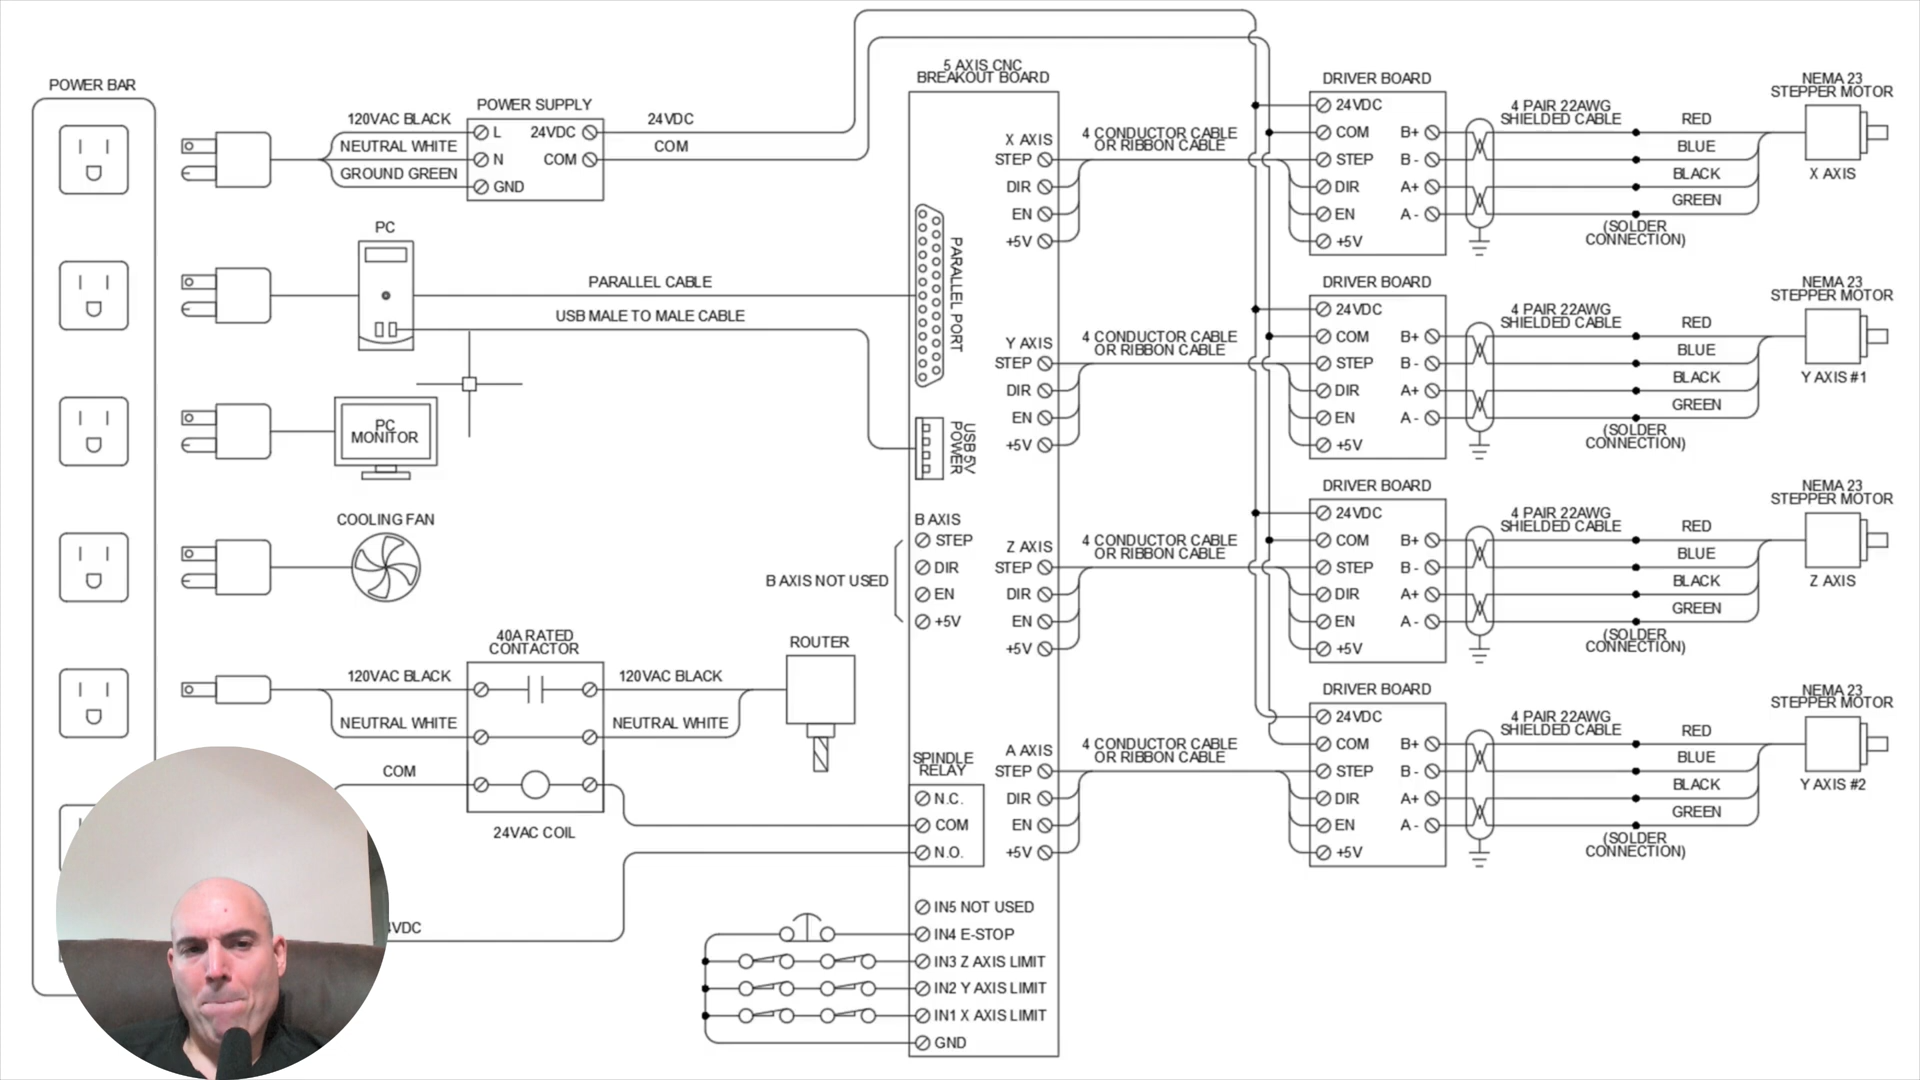 POWER BAR
120VAC BLACK
NEUTRAL WHITE
GROUND GREEN
POWER SUPPLY
L
N
GND
24VDC
COM
24VDC
COM
PC
PARALLEL CABLE
USB MALE TO MALE CABLE
PC
MONITOR
COOLING FAN
40A RATED
CONTACTOR
120VAC BLACK
NEUTRAL WHITE
120VAC BLACK
NEUTRAL WHITE
COM
24VAC COIL
VDC
ROUTER
5 AXIS CNC
BREAKOUT BOARD
PARALLEL PORT
USB 5V
POWER
B AXIS
STEP
DIR
EN
+5V
B AXIS NOT USED
SPINDLE
RELAY
N.C.
COM
N.O.
IN5 NOT USED
IN4 E-STOP
IN3 Z AXIS LIMIT
IN2 Y AXIS LIMIT
IN1 X AXIS LIMIT
GND
X AXIS
STEP
DIR
EN
+5V
4 CONDUCTOR CABLE
OR RIBBON CABLE
Y AXIS
STEP
DIR
EN
+5V
4 CONDUCTOR CABLE
OR RIBBON CABLE
Z AXIS
STEP
DIR
EN
+5V
4 CONDUCTOR CABLE
OR RIBBON CABLE
A AXIS
STEP
DIR
EN
+5V
4 CONDUCTOR CABLE
OR RIBBON CABLE
DRIVER BOARD
24VDC
COM
STEP
DIR
EN
+5V
B+
B -
A+
A -
4 PAIR 22AWG
SHIELDED CABLE
RED
BLUE
BLACK
GREEN
(SOLDER
CONNECTION)
NEMA 23
STEPPER MOTOR
X AXIS
DRIVER BOARD
24VDC
COM
STEP
DIR
EN
+5V
B+
B -
A+
A -
4 PAIR 22AWG
SHIELDED CABLE
RED
BLUE
BLACK
GREEN
(SOLDER
CONNECTION)
NEMA 23
STEPPER MOTOR
Y AXIS #1
DRIVER BOARD
24VDC
COM
STEP
DIR
EN
+5V
B+
B -
A+
A -
4 PAIR 22AWG
SHIELDED CABLE
RED
BLUE
BLACK
GREEN
(SOLDER
CONNECTION)
NEMA 23
STEPPER MOTOR
Z AXIS
DRIVER BOARD
24VDC
COM
STEP
DIR
EN
+5V
B+
B -
A+
A -
4 PAIR 22AWG
SHIELDED CABLE
RED
BLUE
BLACK
GREEN
(SOLDER
CONNECTION)
NEMA 23
STEPPER MOTOR
Y AXIS #2